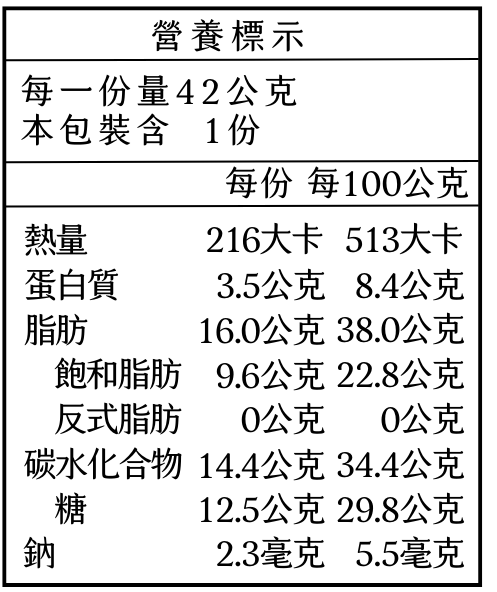 營養標示
每一份量42公克
本包裝含 1份
每份 每100公克
熱量 216大卡 513大卡
蛋白質 3.5公克 8.4公克
脂肪 16.0公克 38.0公克
飽和脂肪 9.6公克 22.8公克
反式脂肪 0公克 0公克
碳水化合物 14.4公克 34.4公克
糖 12.5公克 29.8公克
鈉 2.3毫克 5.5毫克